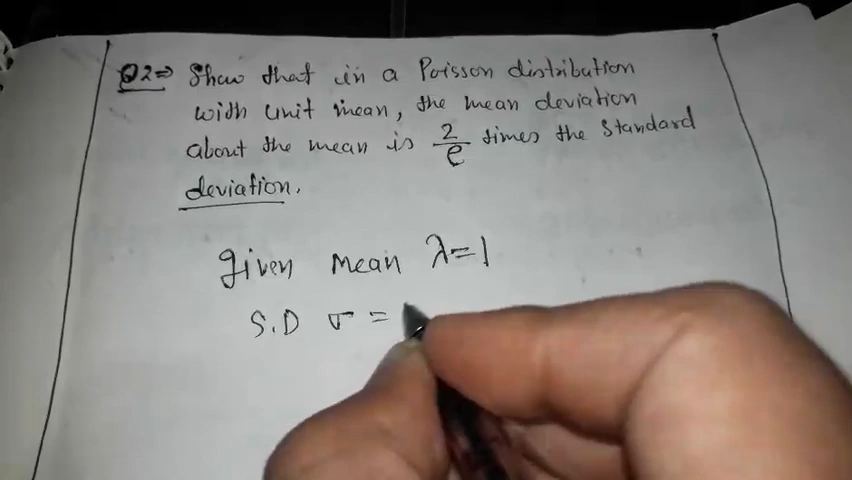 Q2⇒ Show that in a Poisson distribution
with unit mean, the mean deviation
about the mean is 2/e times the standard
deviation.
given mean λ=1
S.D σ =